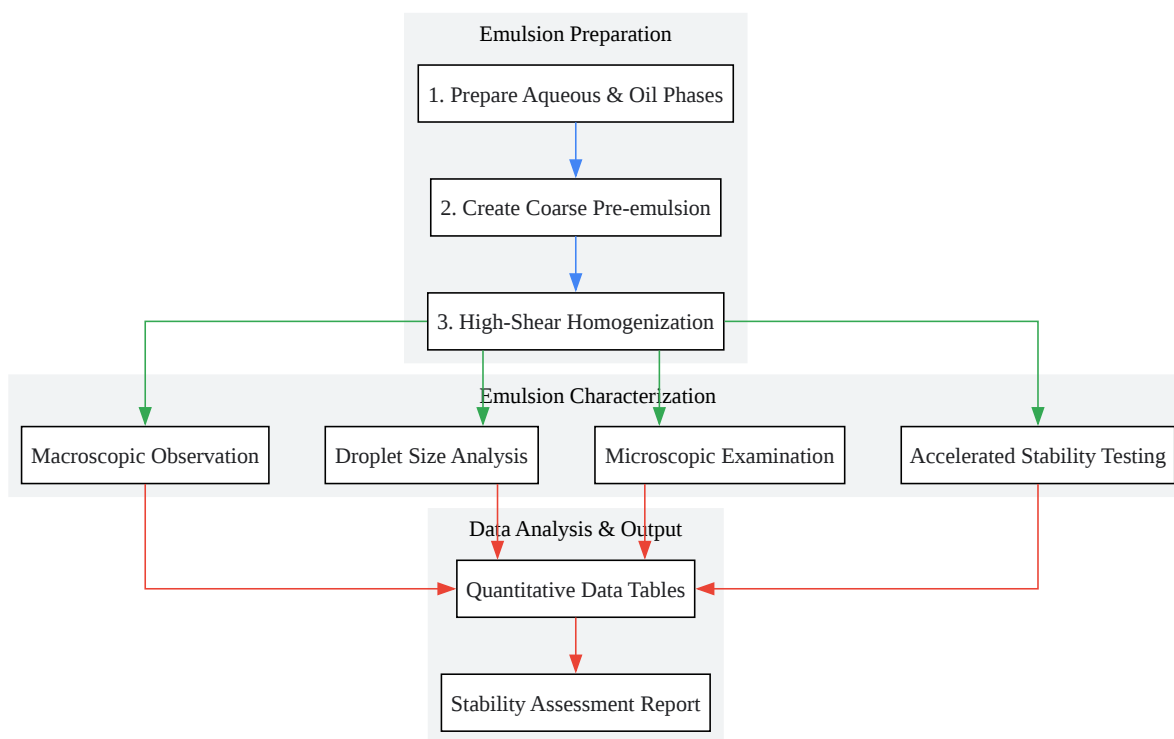 Emulsion Preparation
1. Prepare Aqueous & Oil Phases
2. Create Coarse Pre-emulsion
3. High-Shear Homogenization
Emulsion Characterization
Macroscopic Observation
Droplet Size Analysis
Microscopic Examination
Accelerated Stability Testing
Data Analysis & Output
Quantitative Data Tables
Stability Assessment Report